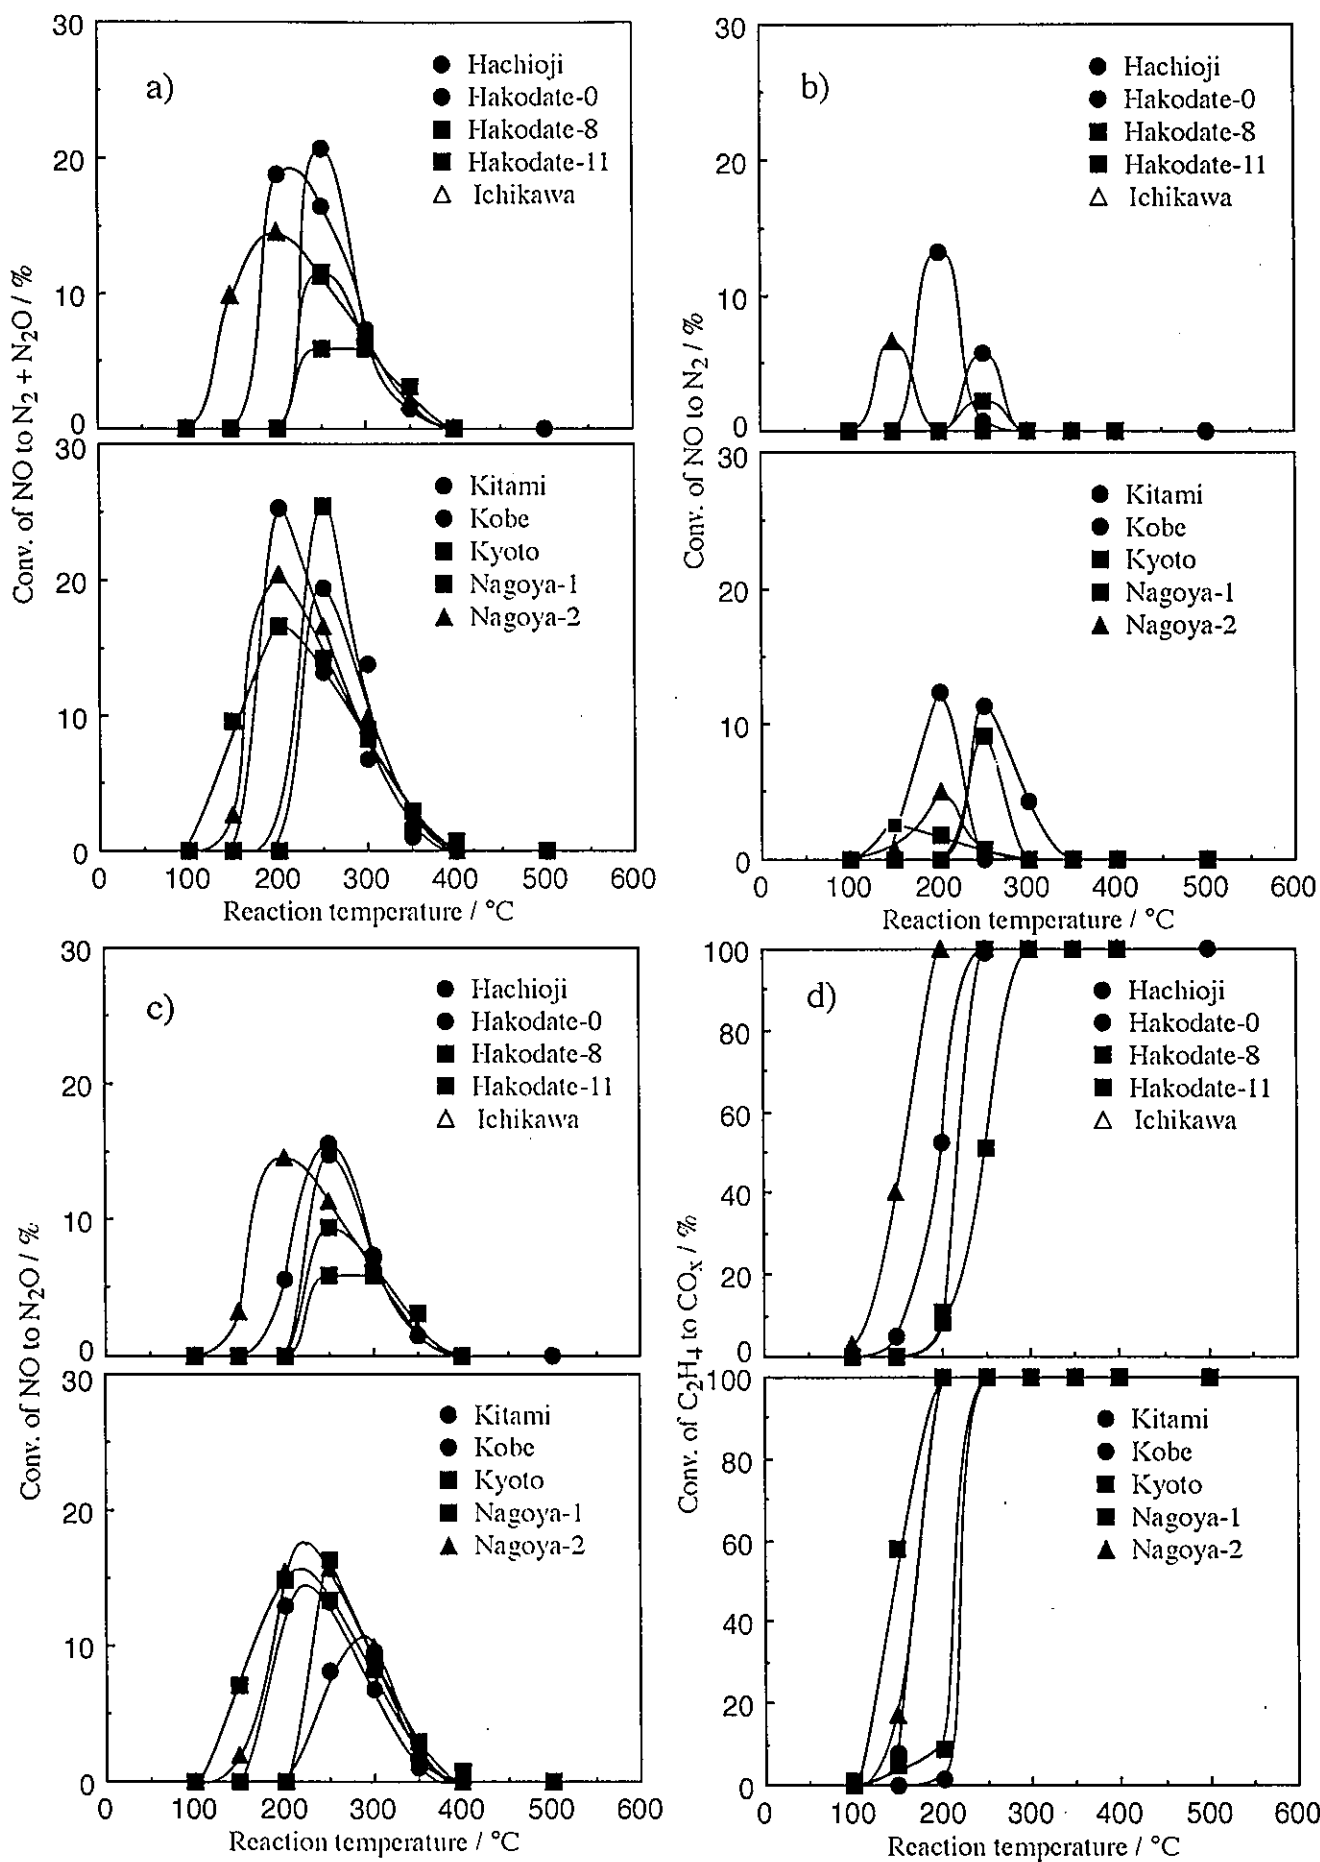 Conv. of NO to N2 + N2O / %
a)
30
20
10
0
Hachioji
Hakodate-0
Hakodate-8
Hakodate-11
Ichikawa
30
20
10
0
Kitami
Kobe
Kyoto
Nagoya-1
Nagoya-2
0 100 200 300 400 500 600
Reaction temperature / °C
Conv. of NO to N2 / %
b)
30
20
10
0
Hachioji
Hakodate-0
Hakodate-8
Hakodate-11
Ichikawa
30
20
10
0
Kitami
Kobe
Kyoto
Nagoya-1
Nagoya-2
0 100 200 300 400 500 600
Reaction temperature / °C
Conv. of NO to N2O / %
c)
30
20
10
0
Hachioji
Hakodate-0
Hakodate-8
Hakodate-11
Ichikawa
30
20
10
0
Kitami
Kobe
Kyoto
Nagoya-1
Nagoya-2
0 100 200 300 400 500 600
Reaction temperature / °C
Conv. of C2H4 to COx / %
d)
100
80
60
40
20
0
Hachioji
Hakodate-0
Hakodate-8
Hakodate-11
Ichikawa
100
80
60
40
20
0
Kitami
Kobe
Kyoto
Nagoya-1
Nagoya-2
0 100 200 300 400 500 600
Reaction temperature / °C